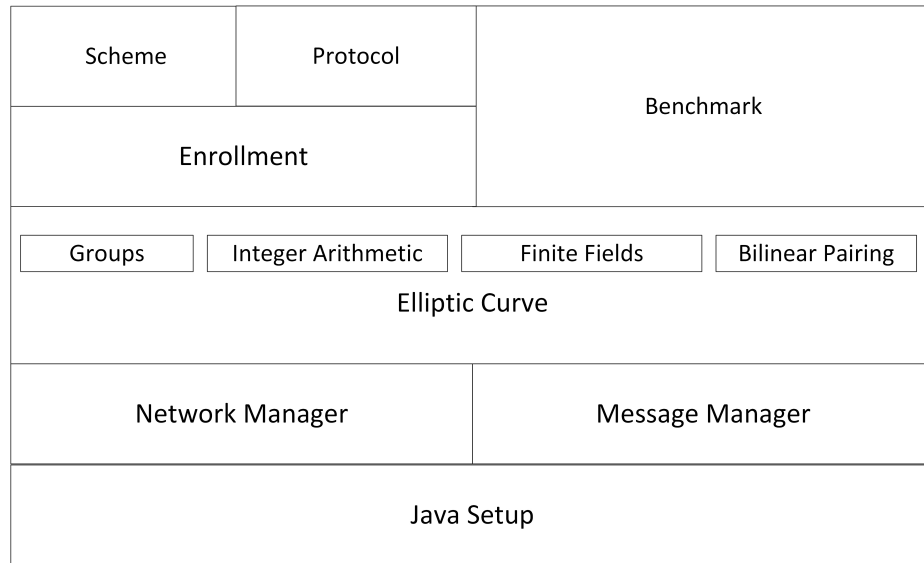 Scheme
Protocol
Benchmark
Enrollment
Groups
Integer Arithmetic
Finite Fields
Bilinear Pairing
Elliptic Curve
Network Manager
Message Manager
Java Setup